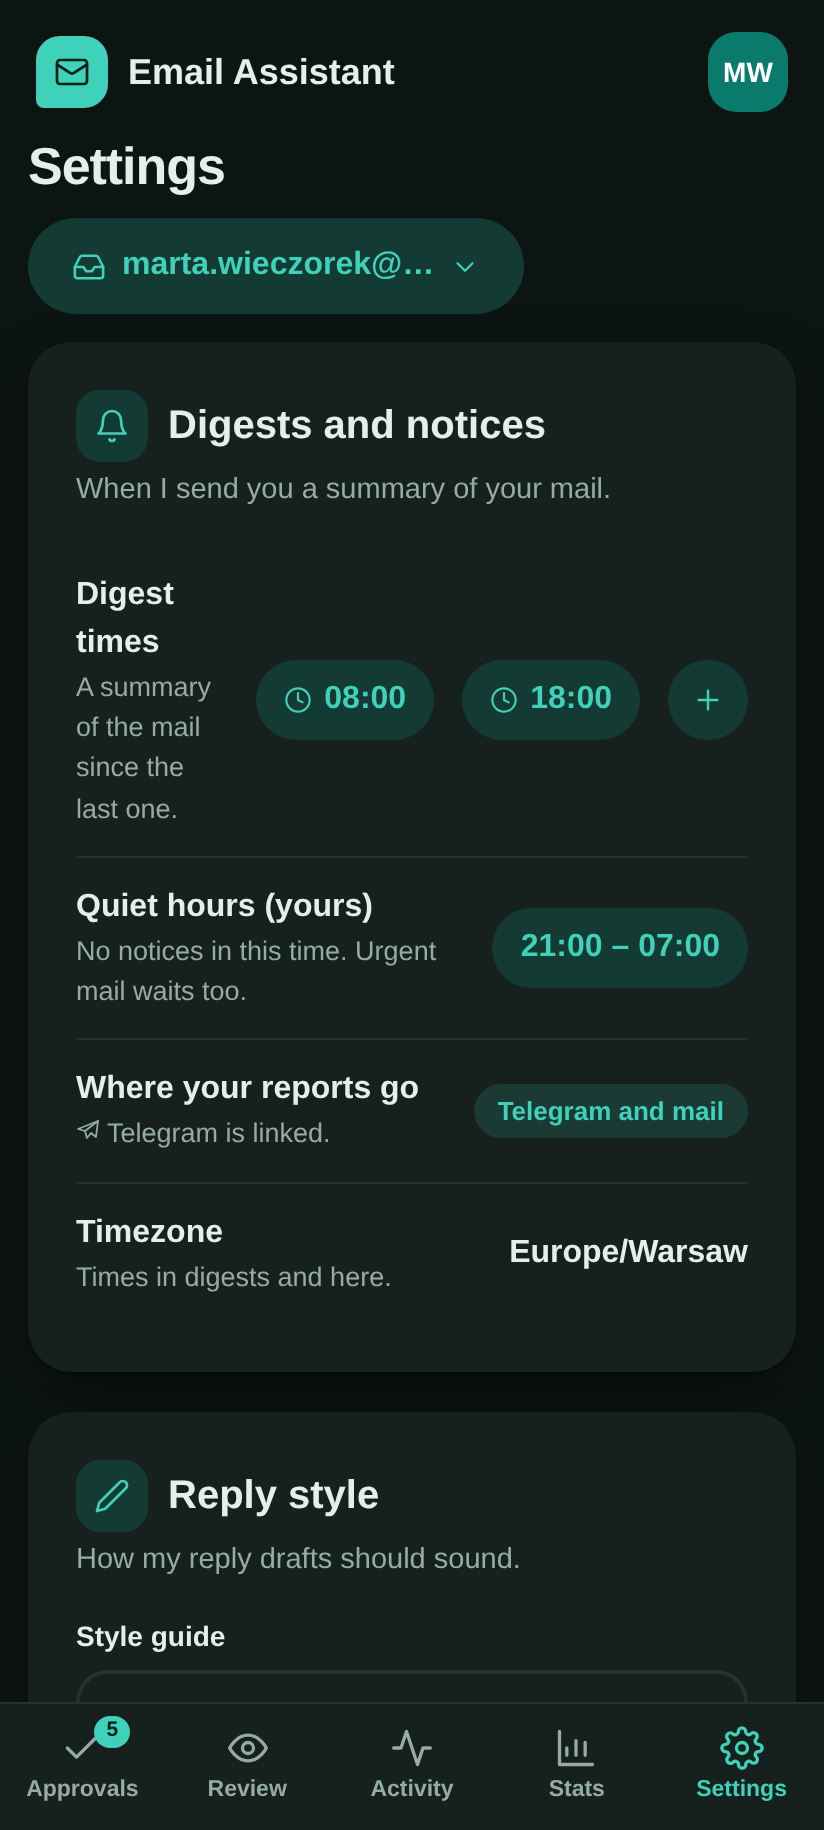 Email Assistant
MW
Settings
marta.wieczorek@...
Digests and notices
When I send you a summary of your mail.
Digest
times
A summary
of the mail
since the
last one.
08:00
18:00
Quiet hours (yours)
No notices in this time. Urgent
mail waits too.
21:00 – 07:00
Where your reports go
Telegram is linked.
Telegram and mail
Timezone
Times in digests and here.
Europe/Warsaw
Reply style
How my reply drafts should sound.
Style guide
5
Approvals
Review
Activity
Stats
Settings